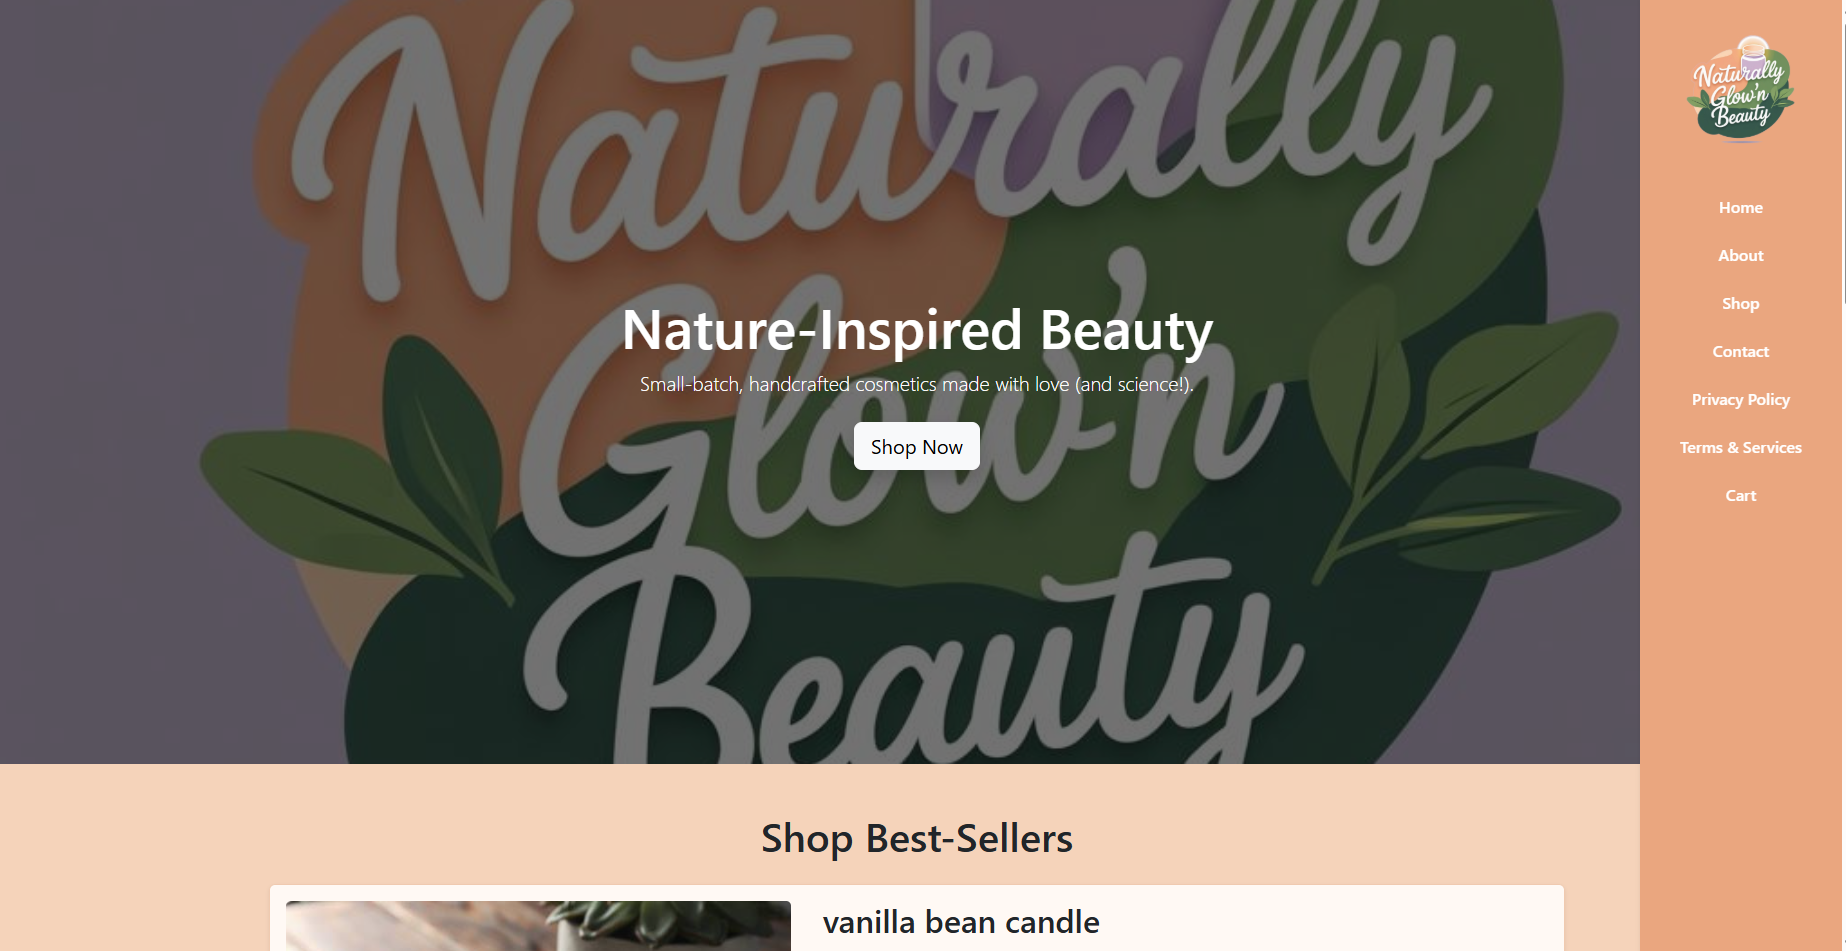 Naturally
Glow'n
Beauty
Nature-Inspired Beauty
Small-batch, handcrafted cosmetics made with love (and science!).
Shop Now
Naturally
Glow'n
Beauty
Home
About
Shop
Contact
Privacy Policy
Terms & Services
Cart
Shop Best-Sellers
vanilla bean candle